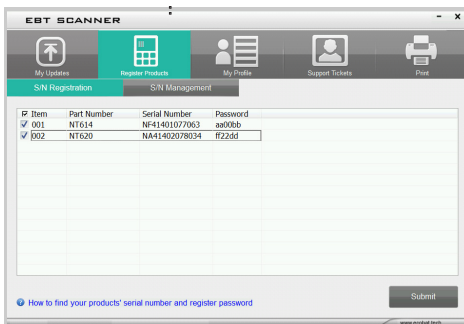 EBT SCANNER
My Updates Register Products My Profile Support Tickets Print
S/N Registration S/N Management
Item Part Number Serial Number Password
001 NT614 NF41401077063 aa00bb
002 NT620 NA41402078034 ff22dd
How to find your products' serial number and register password
Submit